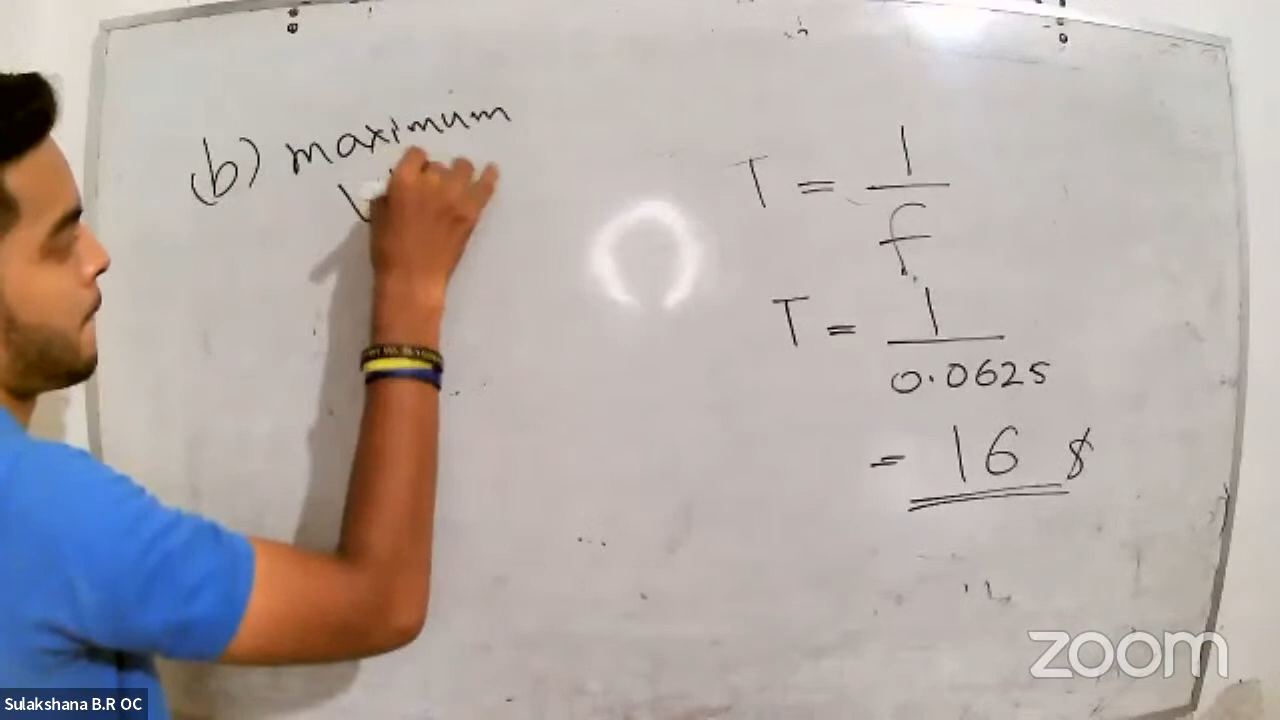 (b) maximum
T = 1/f
T = 1/0.0625
= 16 s
zoom
Sulakshana B.R OC